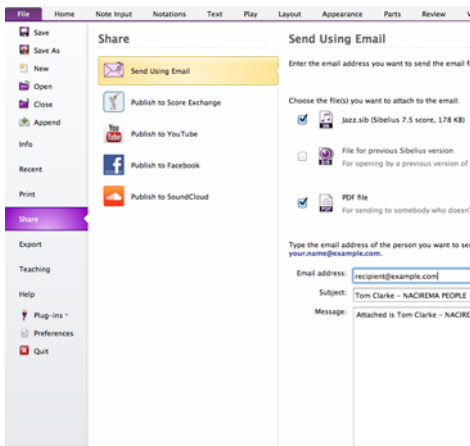 File Home Note Input Notations Text Play Layout Appearance Parts Review
Save
Save As
New
Open
Close
Append
Info
Recent
Print
Share
Export
Teaching
Help
Plug-ins
Preferences
Quit
Share
Send Using Email
Publish to Score Exchange
You Tube
Publish to YouTube
Publish to Facebook
Publish to SoundCloud
Send Using Email
Enter the email address you want to send the email f
Choose the file(s) you want to attach to the email:
Jazz.sib (Sibelius 7.5 score, 178 KB)
File for previous Sibelius version
For opening by a previous version of
PDF file
For sending to somebody who doesn'
Type the email address of the person you want to se
your.name@example.com.
Email address: recipient@example.com
Subject: Tom Clarke – NACIREMA PEOPLE
Message: Attached is Tom Clarke – NACIRE